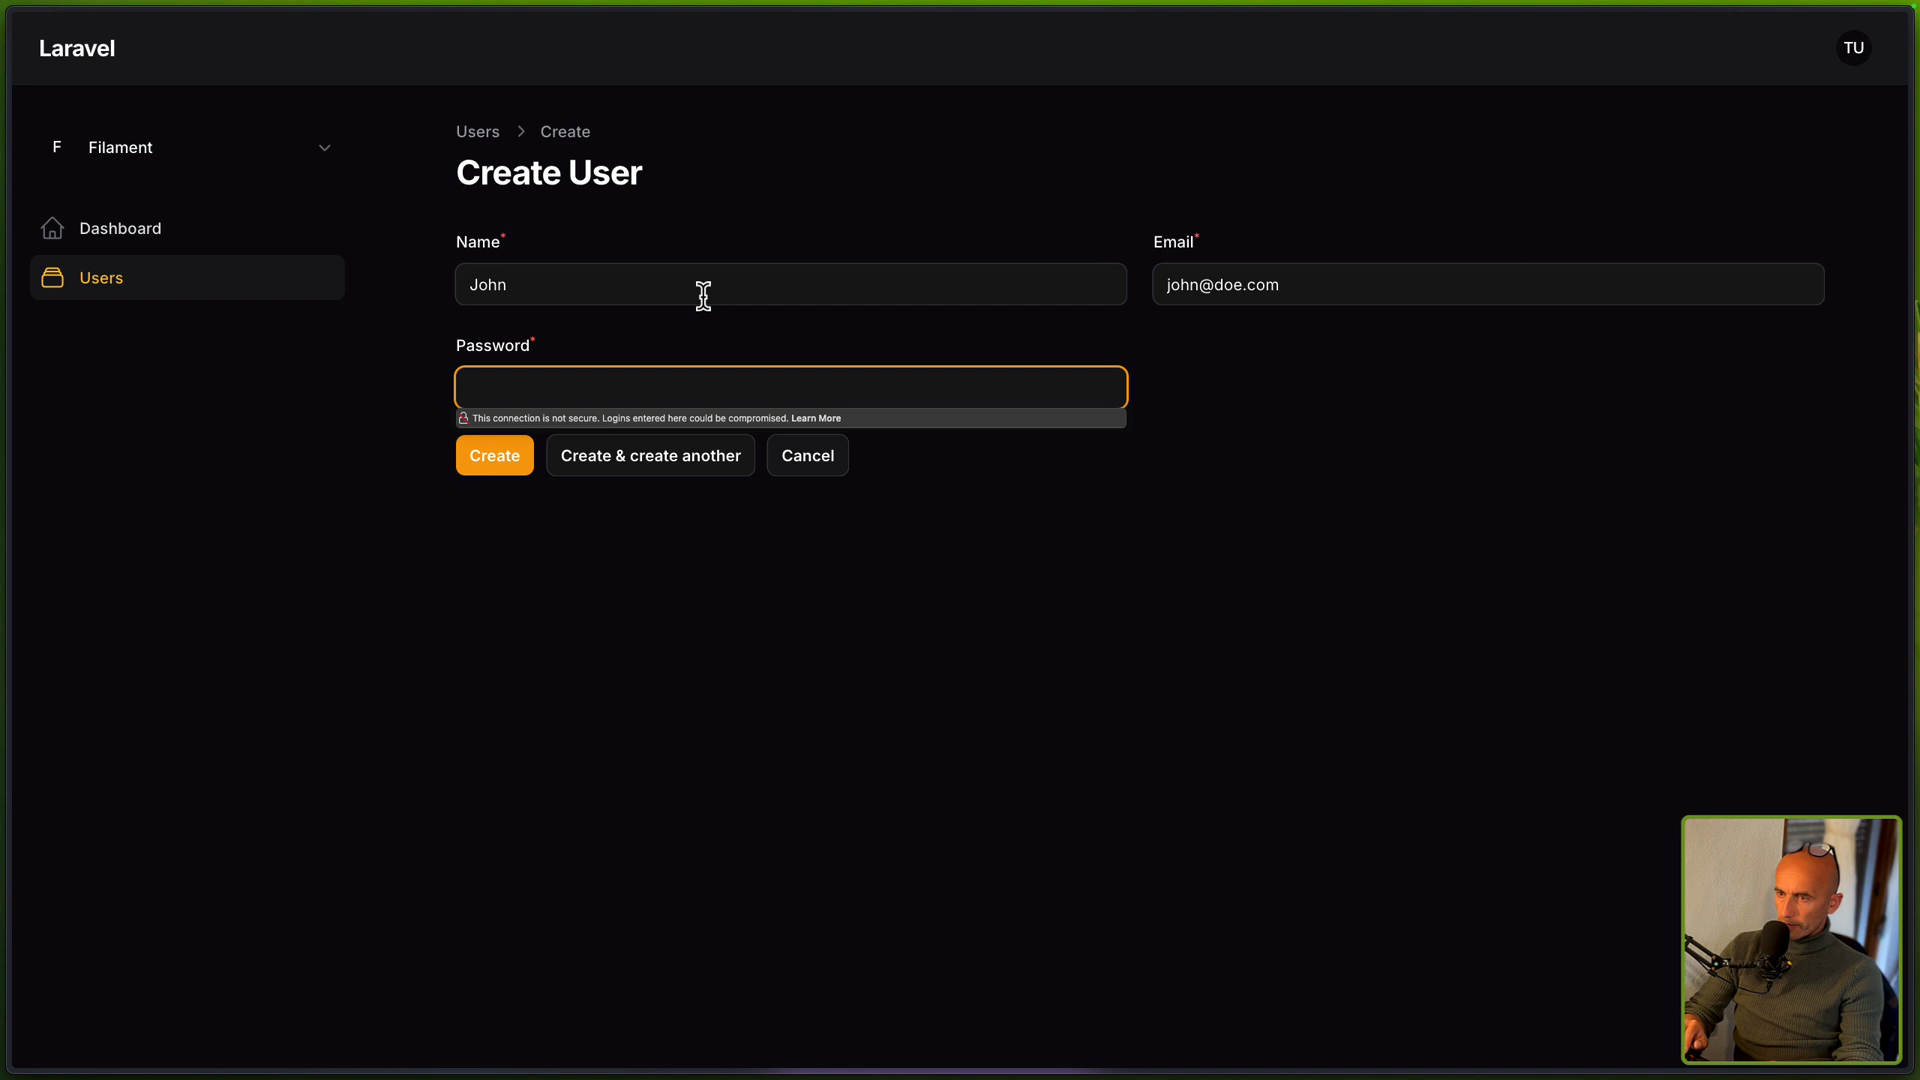 Laravel
TU
F Filament
Dashboard
Users
Users > Create
Create User
Name*
Email*
John
john@doe.com
Password*
This connection is not secure. Logins entered here could be compromised. Learn More
Create
Create & create another
Cancel